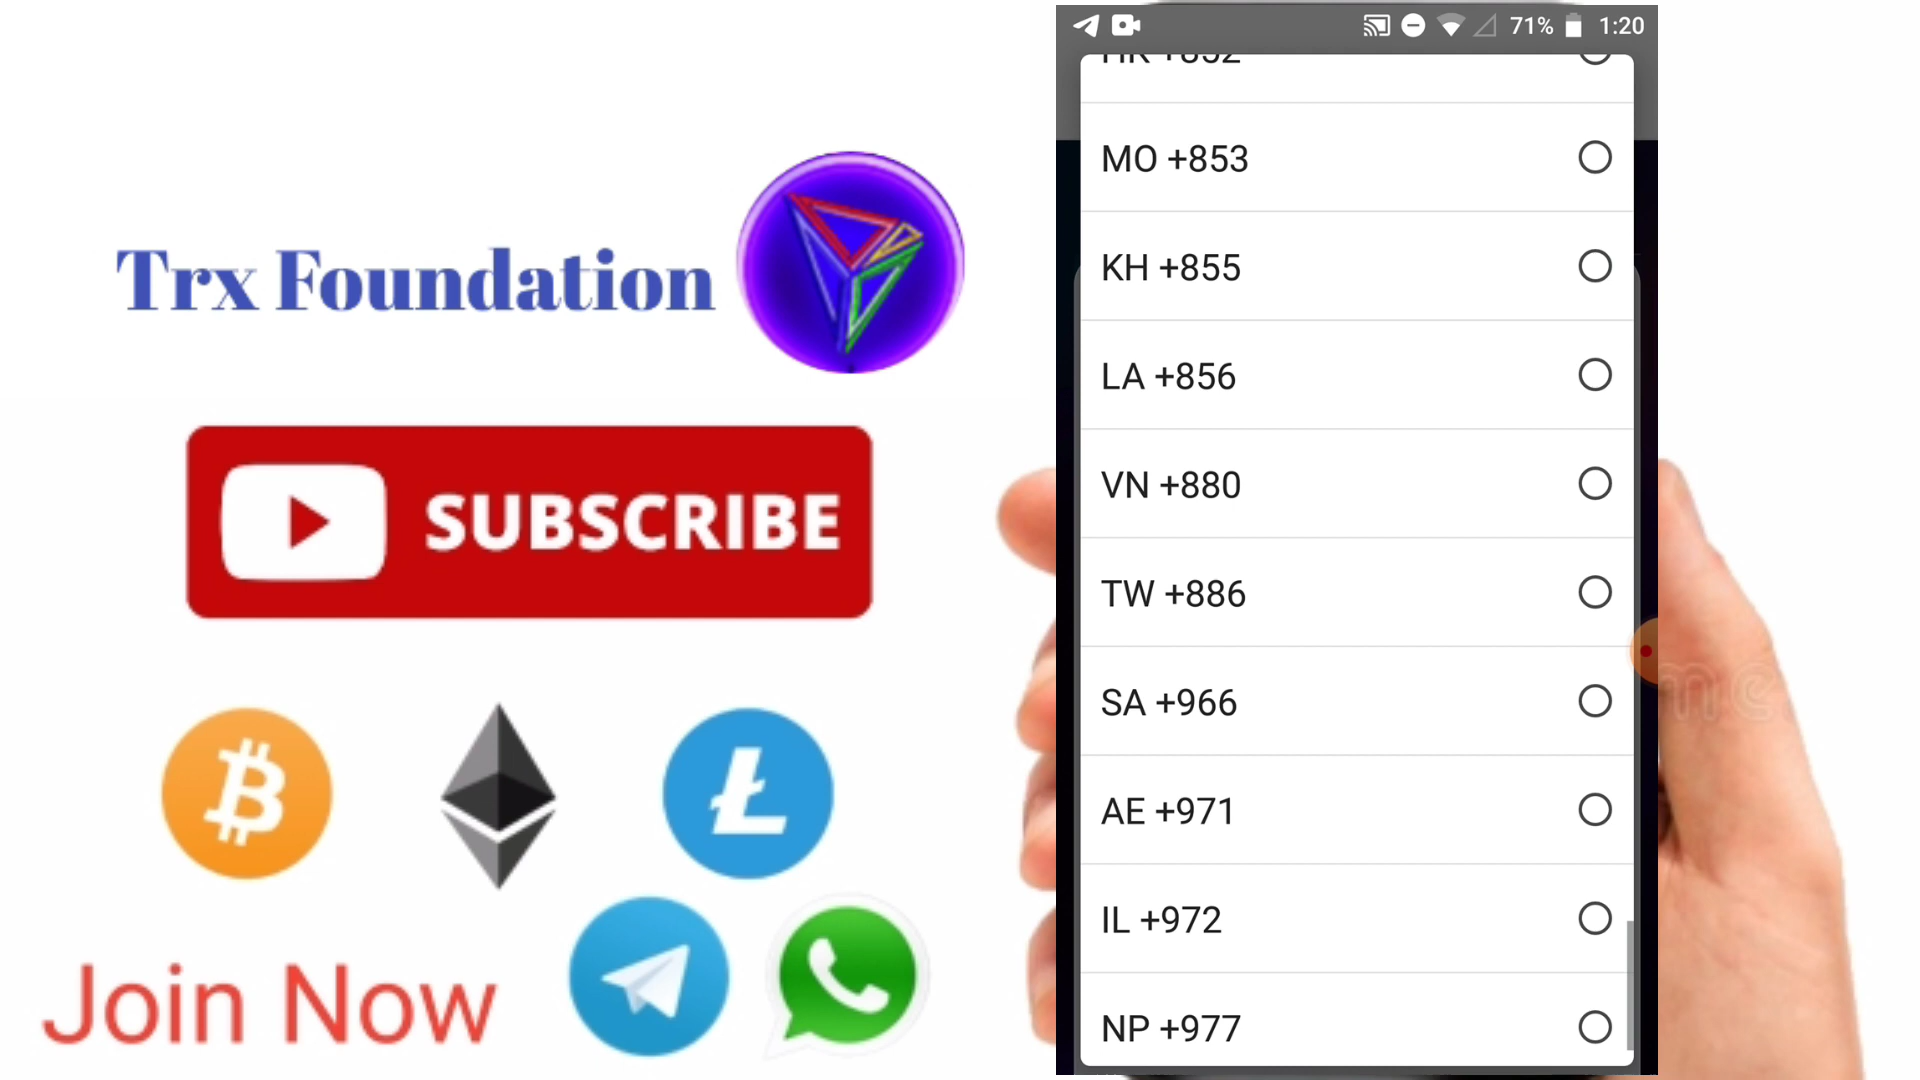 Trx Foundation
SUBSCRIBE
Join Now
71% 1:20
MO +853
KH +855
LA +856
VN +880
TW +886
SA +966
AE +971
IL +972
NP +977